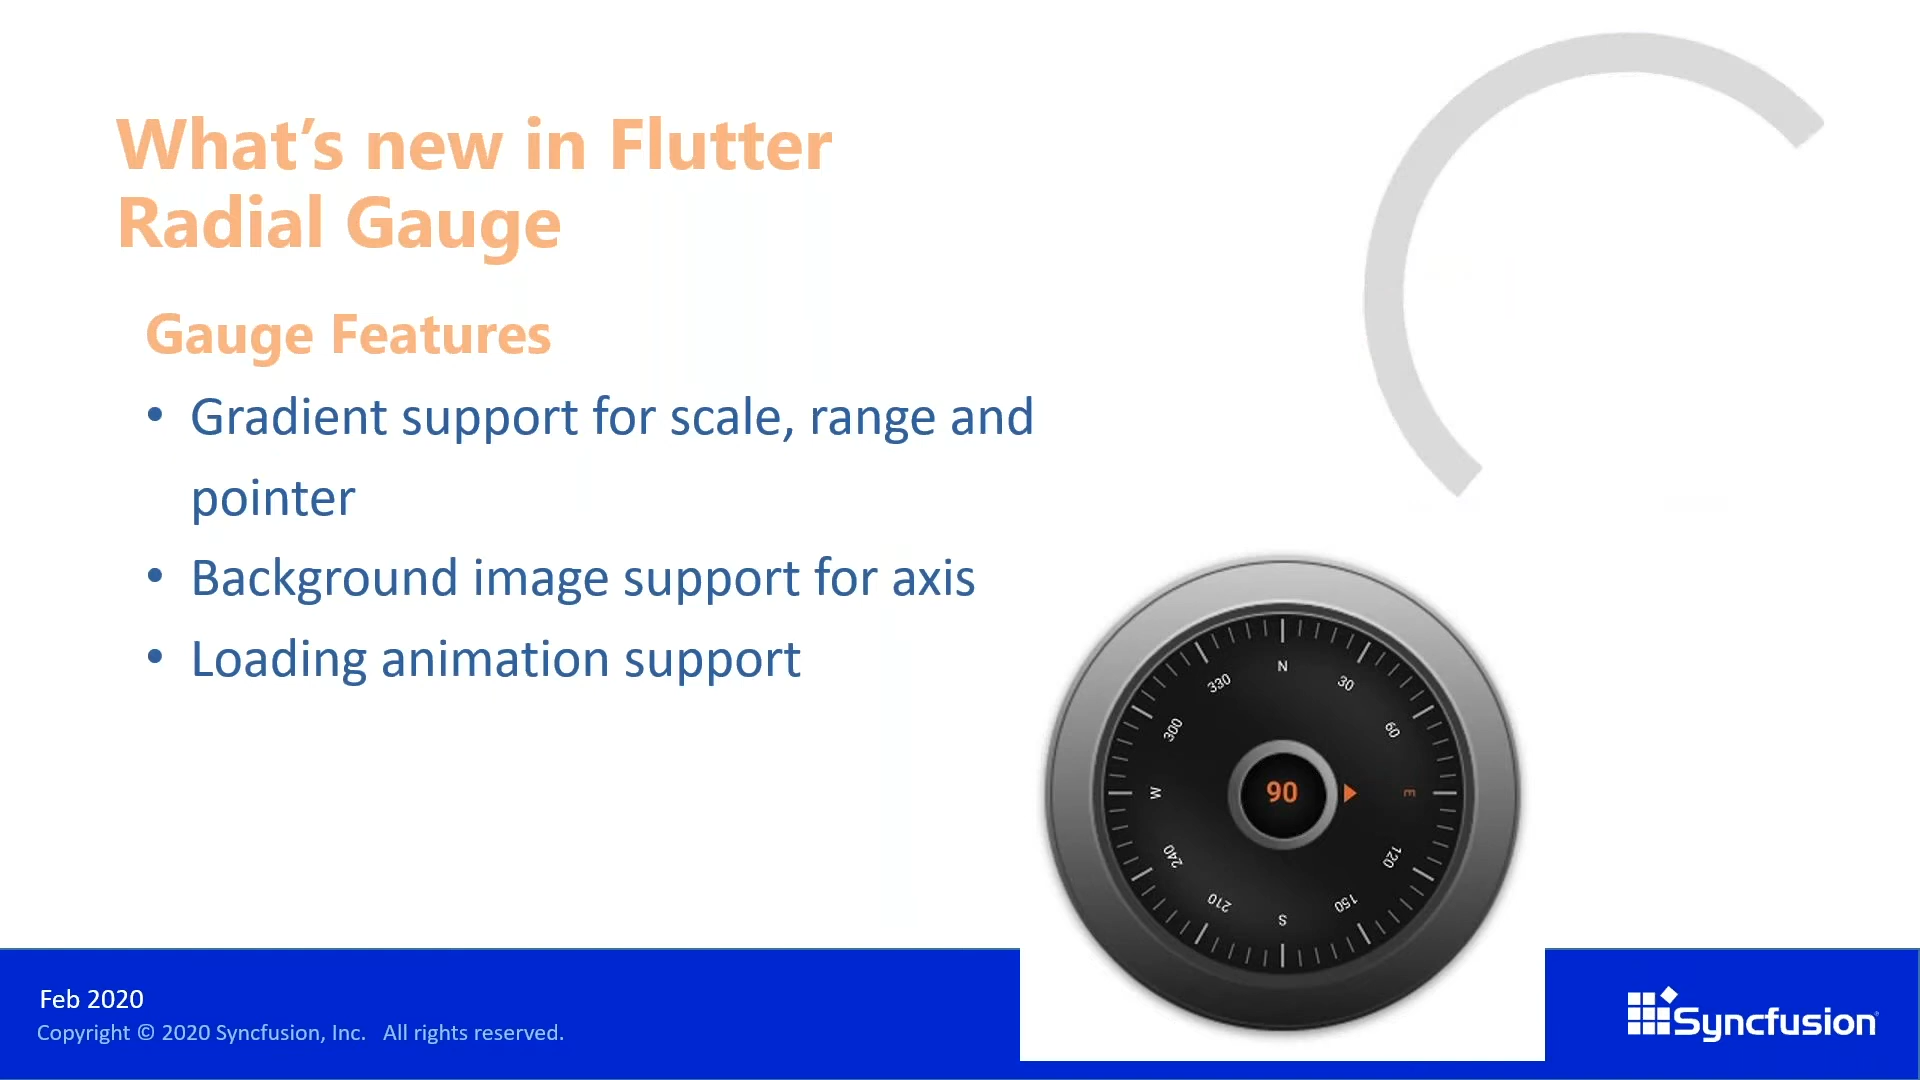 What’s new in Flutter
Radial Gauge
Gauge Features
• Gradient support for scale, range and
pointer
• Background image support for axis
• Loading animation support
N
30
60
E
120
150
S
210
240
W
300
330
90
Feb 2020
Copyright © 2020 Syncfusion, Inc. All rights reserved.
Syncfusion